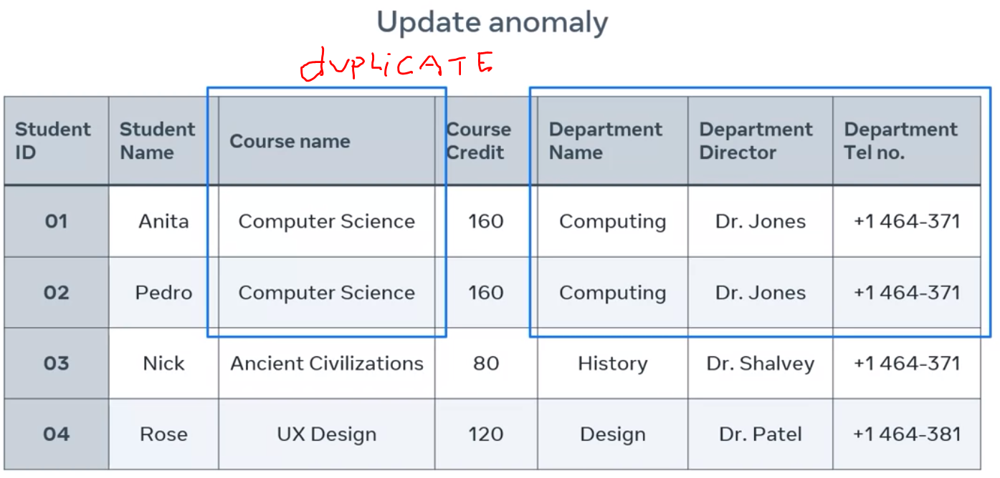 Update anomaly
dUPLiCATE
Student ID Student Name Course name Course Credit Department Name Department Director Department Tel no.
01 Anita Computer Science 160 Computing Dr. Jones +1 464-371
02 Pedro Computer Science 160 Computing Dr. Jones +1 464-371
03 Nick Ancient Civilizations 80 History Dr. Shalvey +1 464-371
04 Rose UX Design 120 Design Dr. Patel +1 464-381